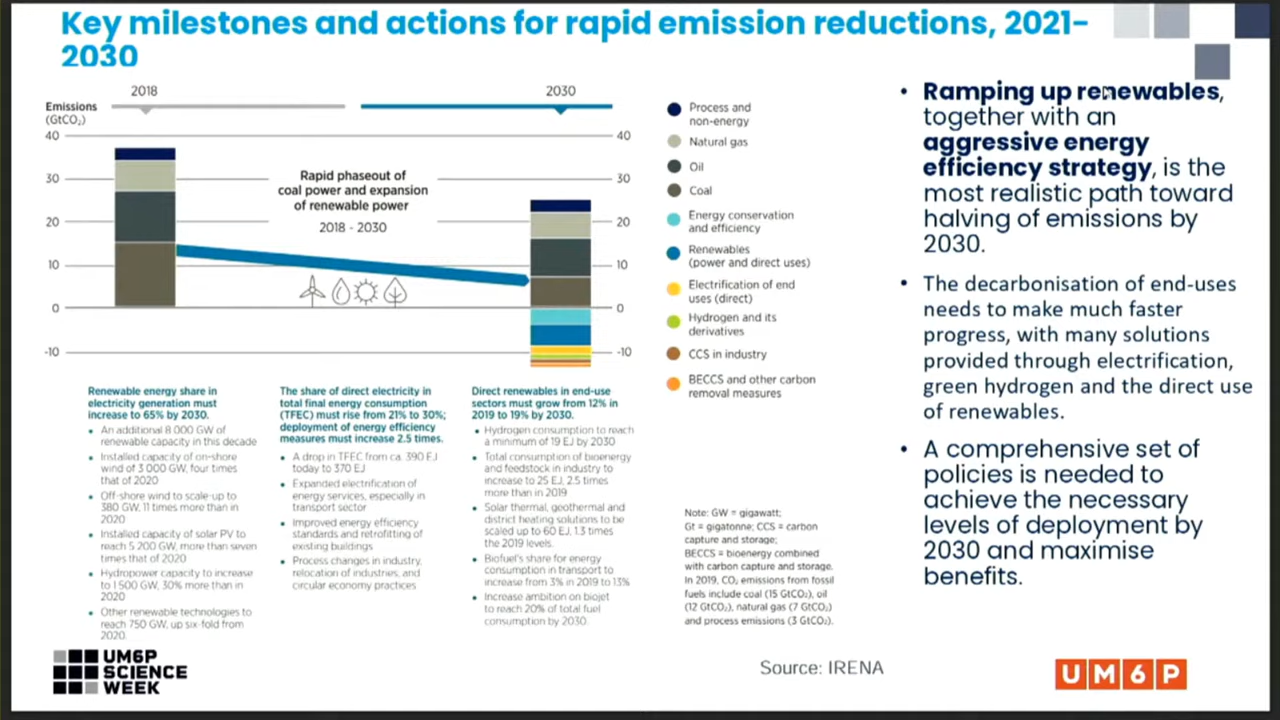 Key milestones and actions for rapid emission reductions, 2021-
2030
2018
2030
Emissions
(GtCO₂)
40
30
20
10
0
-10
40
30
20
10
0
-10
Rapid phaseout of
coal power and expansion
of renewable power
2018 - 2030
Process and
non-energy
Natural gas
Oil
Coal
Energy conservation
and efficiency
Renewables
(power and direct uses)
Electrification of end
uses (direct)
Hydrogen and its
derivatives
CCS in industry
BECCS and other carbon
removal measures
Renewable energy share in
electricity generation must
increase to 65% by 2030.
• An additional 8 000 GW of
renewable capacity in this decade
• Installed capacity of on-shore
wind of 3 000 GW, four times
that of 2020
• Off-shore wind to scale-up to
380 GW, 11 times more than in
2020
• Installed capacity of solar PV to
reach 5 200 GW, more than seven
times that of 2020
• Hydropower capacity to increase
to 1 500 GW, 30% more than in
2020
• Other renewable technologies to
reach 750 GW, up six-fold from
2020.
The share of direct electricity in
total final energy consumption
(TFEC) must rise from 21% to 30%;
deployment of energy efficiency
measures must increase 2.5 times.
• A drop in TFEC from ca. 390 EJ
today to 370 EJ
• Expanded electrification of
energy services, especially in
transport sector
• Improved energy efficiency
standards and retrofitting of
existing buildings
• Process changes in industry,
relocation of industries, and
circular economy practices
Direct renewables in end-use
sectors must grow from 12% in
2019 to 19% by 2030.
• Hydrogen consumption to reach
a minimum of 19 EJ by 2030
• Total consumption of bioenergy
and feedstock in industry to
increase to 25 EJ, 2.5 times
more than in 2019
• Solar thermal, geothermal and
district heating solutions to be
scaled up to 60 EJ, 1.3 times
the 2019 levels.
• Biofuel's share for energy
consumption in transport to
increase from 3% in 2019 to 13%
• Increase ambition on biojet
to reach 20% of total fuel
consumption by 2030.
Note: GW = gigawatt;
Gt = gigatonne; CCS = carbon
capture and storage;
BECCS = bioenergy combined
with carbon capture and storage.
In 2019, CO₂ emissions from fossil
fuels include coal (15 GtCO₂), oil
(12 GtCO₂), natural gas (7 GtCO₂)
and process emissions (3 GtCO₂).
• Ramping up renewables,
together with an
aggressive energy
efficiency strategy, is the
most realistic path toward
halving of emissions by
2030.
• The decarbonisation of end-uses
needs to make much faster
progress, with many solutions
provided through electrification,
green hydrogen and the direct use
of renewables.
• A comprehensive set of
policies is needed to
achieve the necessary
levels of deployment by
2030 and maximise
benefits.
UM6P
SCIENCE
WEEK
Source: IRENA
UM6P